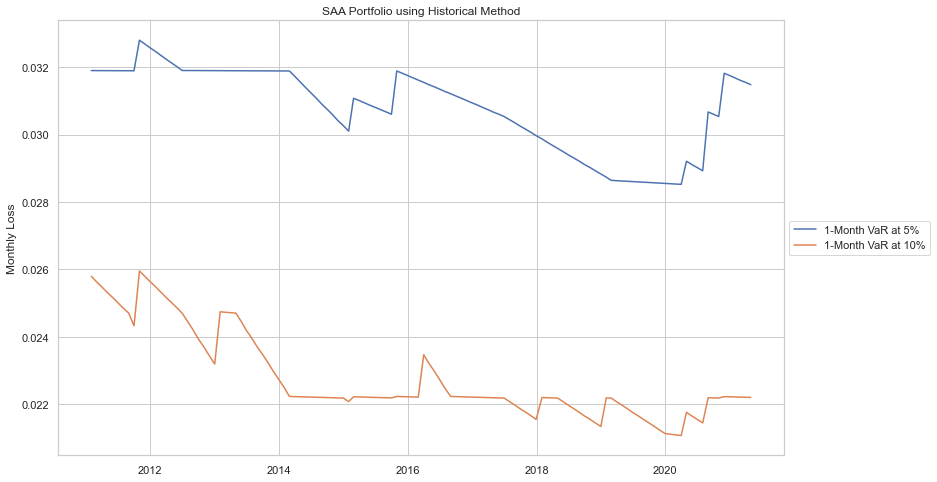 SAA Portfolio using Historical Method
Monthly Loss
0.032
0.030
0.028
0.026
0.024
0.022
2012
2014
2016
2018
2020
1-Month VaR at 5%
1-Month VaR at 10%